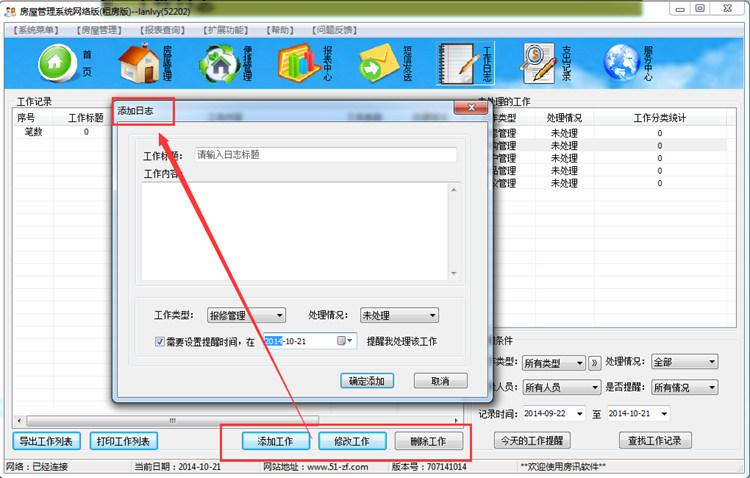 房屋管理系统网络版(租房版)--lanlvy(52202)
【系统菜单】 【房屋管理】 【报表查询】 【扩展功能】 【帮助】 【问题反馈】
首页 房屋管理 便捷管理 报表中心 短信发送 工作日志 支出记录 服务中心
工作记录
序号 工作标题
笔数 0
处理的工作
类型 处理情况 工作分类统计
管理 未处理 0
管理 未处理 0
管理 未处理 0
管理 未处理 0
管理 未处理 0
添加日志
工作标题: 请输入日志标题
工作内容
工作类型: 报修管理 处理情况: 未处理
需要设置提醒时间，在 2014-10-21 提醒我处理该工作
确定添加 取消
条件
类型: 所有类型 » 处理情况: 全部
人员: 所有人员 是否提醒: 所有情况
记录时间: 2014-09-22 至 2014-10-21
导出工作列表 打印工作列表 添加工作 修改工作 删除工作 今天的工作提醒 查找工作记录
网络：已经连接 当前日期：2014-10-21 网站地址：www.51-zf.com 版本号：707141014 **欢迎使用房讯软件**